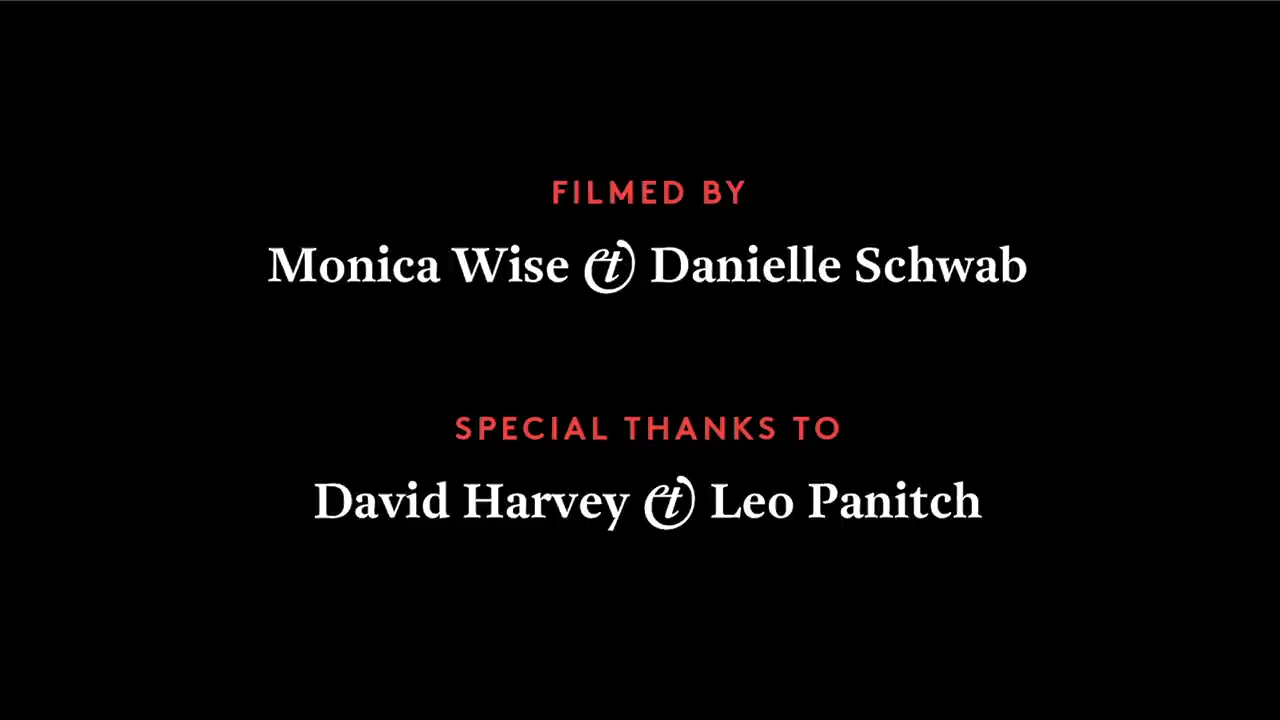 FILMED BY
Monica Wise & Danielle Schwab
SPECIAL THANKS TO
David Harvey & Leo Panitch